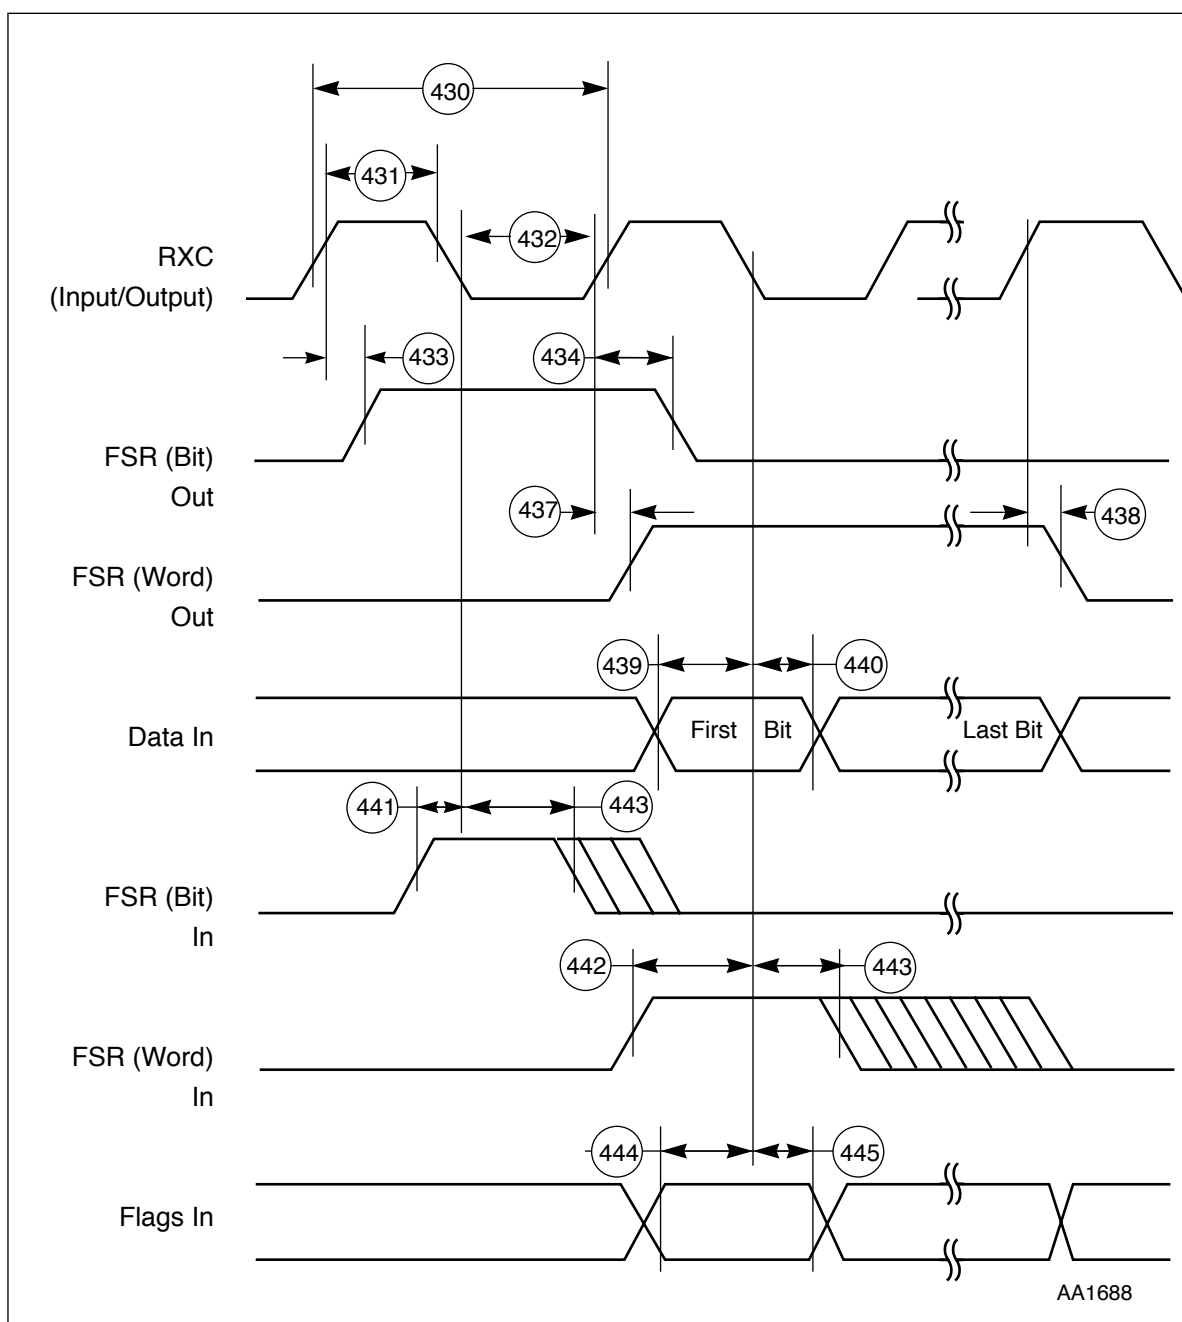 430
431
432
RXC
(Input/Output)
433
434
FSR (Bit)
Out
437
438
FSR (Word)
Out
439
440
Data In
First Bit
Last Bit
441
443
FSR (Bit)
In
442
443
FSR (Word)
In
444
445
Flags In
AA1688